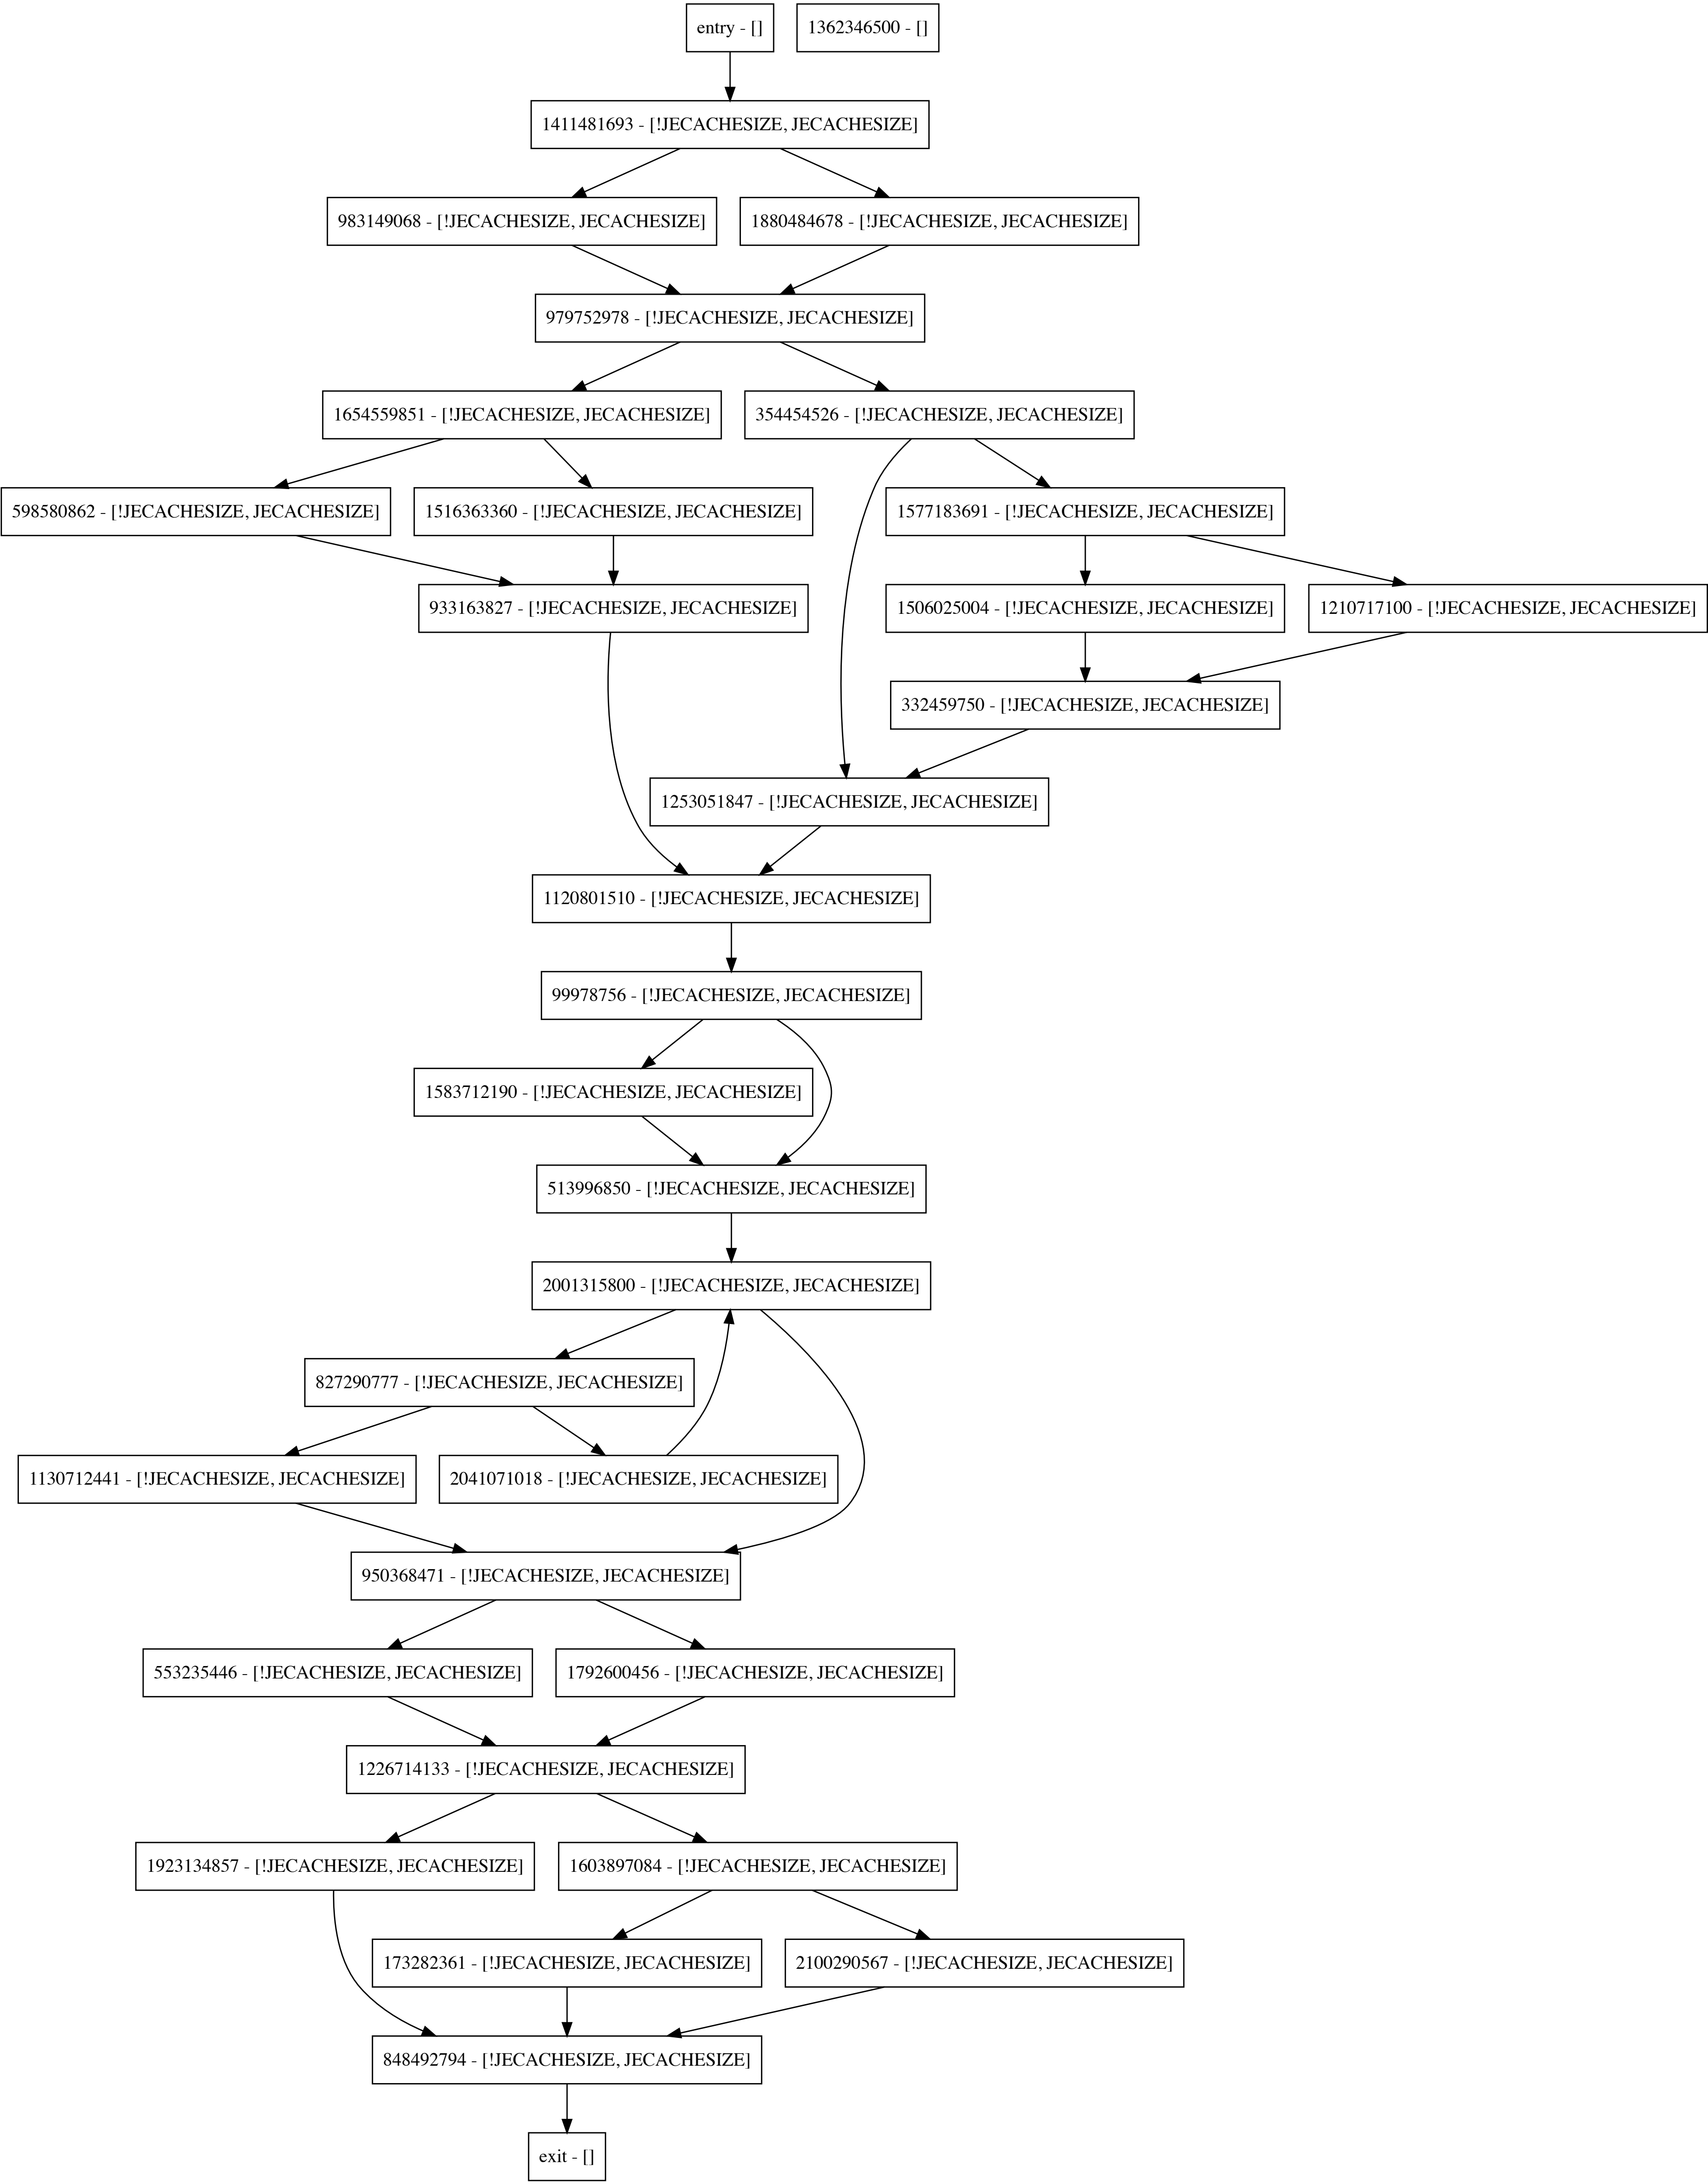 entry - []
1362346500 - []
1411481693 - [!JECACHESIZE, JECACHESIZE]
983149068 - [!JECACHESIZE, JECACHESIZE]
1880484678 - [!JECACHESIZE, JECACHESIZE]
979752978 - [!JECACHESIZE, JECACHESIZE]
1654559851 - [!JECACHESIZE, JECACHESIZE]
354454526 - [!JECACHESIZE, JECACHESIZE]
598580862 - [!JECACHESIZE, JECACHESIZE]
1516363360 - [!JECACHESIZE, JECACHESIZE]
1577183691 - [!JECACHESIZE, JECACHESIZE]
933163827 - [!JECACHESIZE, JECACHESIZE]
1506025004 - [!JECACHESIZE, JECACHESIZE]
1210717100 - [!JECACHESIZE, JECACHESIZE]
332459750 - [!JECACHESIZE, JECACHESIZE]
1253051847 - [!JECACHESIZE, JECACHESIZE]
1120801510 - [!JECACHESIZE, JECACHESIZE]
99978756 - [!JECACHESIZE, JECACHESIZE]
1583712190 - [!JECACHESIZE, JECACHESIZE]
513996850 - [!JECACHESIZE, JECACHESIZE]
2001315800 - [!JECACHESIZE, JECACHESIZE]
827290777 - [!JECACHESIZE, JECACHESIZE]
1130712441 - [!JECACHESIZE, JECACHESIZE]
2041071018 - [!JECACHESIZE, JECACHESIZE]
950368471 - [!JECACHESIZE, JECACHESIZE]
553235446 - [!JECACHESIZE, JECACHESIZE]
1792600456 - [!JECACHESIZE, JECACHESIZE]
1226714133 - [!JECACHESIZE, JECACHESIZE]
1923134857 - [!JECACHESIZE, JECACHESIZE]
1603897084 - [!JECACHESIZE, JECACHESIZE]
173282361 - [!JECACHESIZE, JECACHESIZE]
2100290567 - [!JECACHESIZE, JECACHESIZE]
848492794 - [!JECACHESIZE, JECACHESIZE]
exit - []